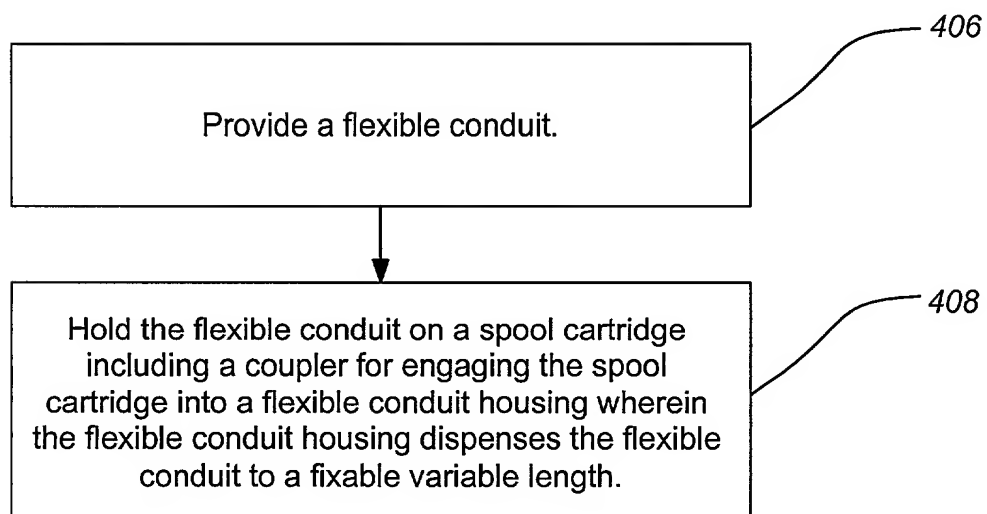 406
Provide a flexible conduit.
408
Hold the flexible conduit on a spool cartridge
including a coupler for engaging the spool
cartridge into a flexible conduit housing wherein
the flexible conduit housing dispenses the flexible
conduit to a fixable variable length.